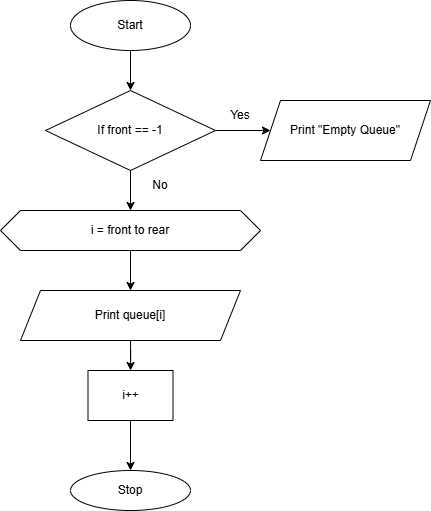 Start
If front == -1
Yes
Print "Empty Queue"
No
i = front to rear
Print queue[i]
i++
Stop